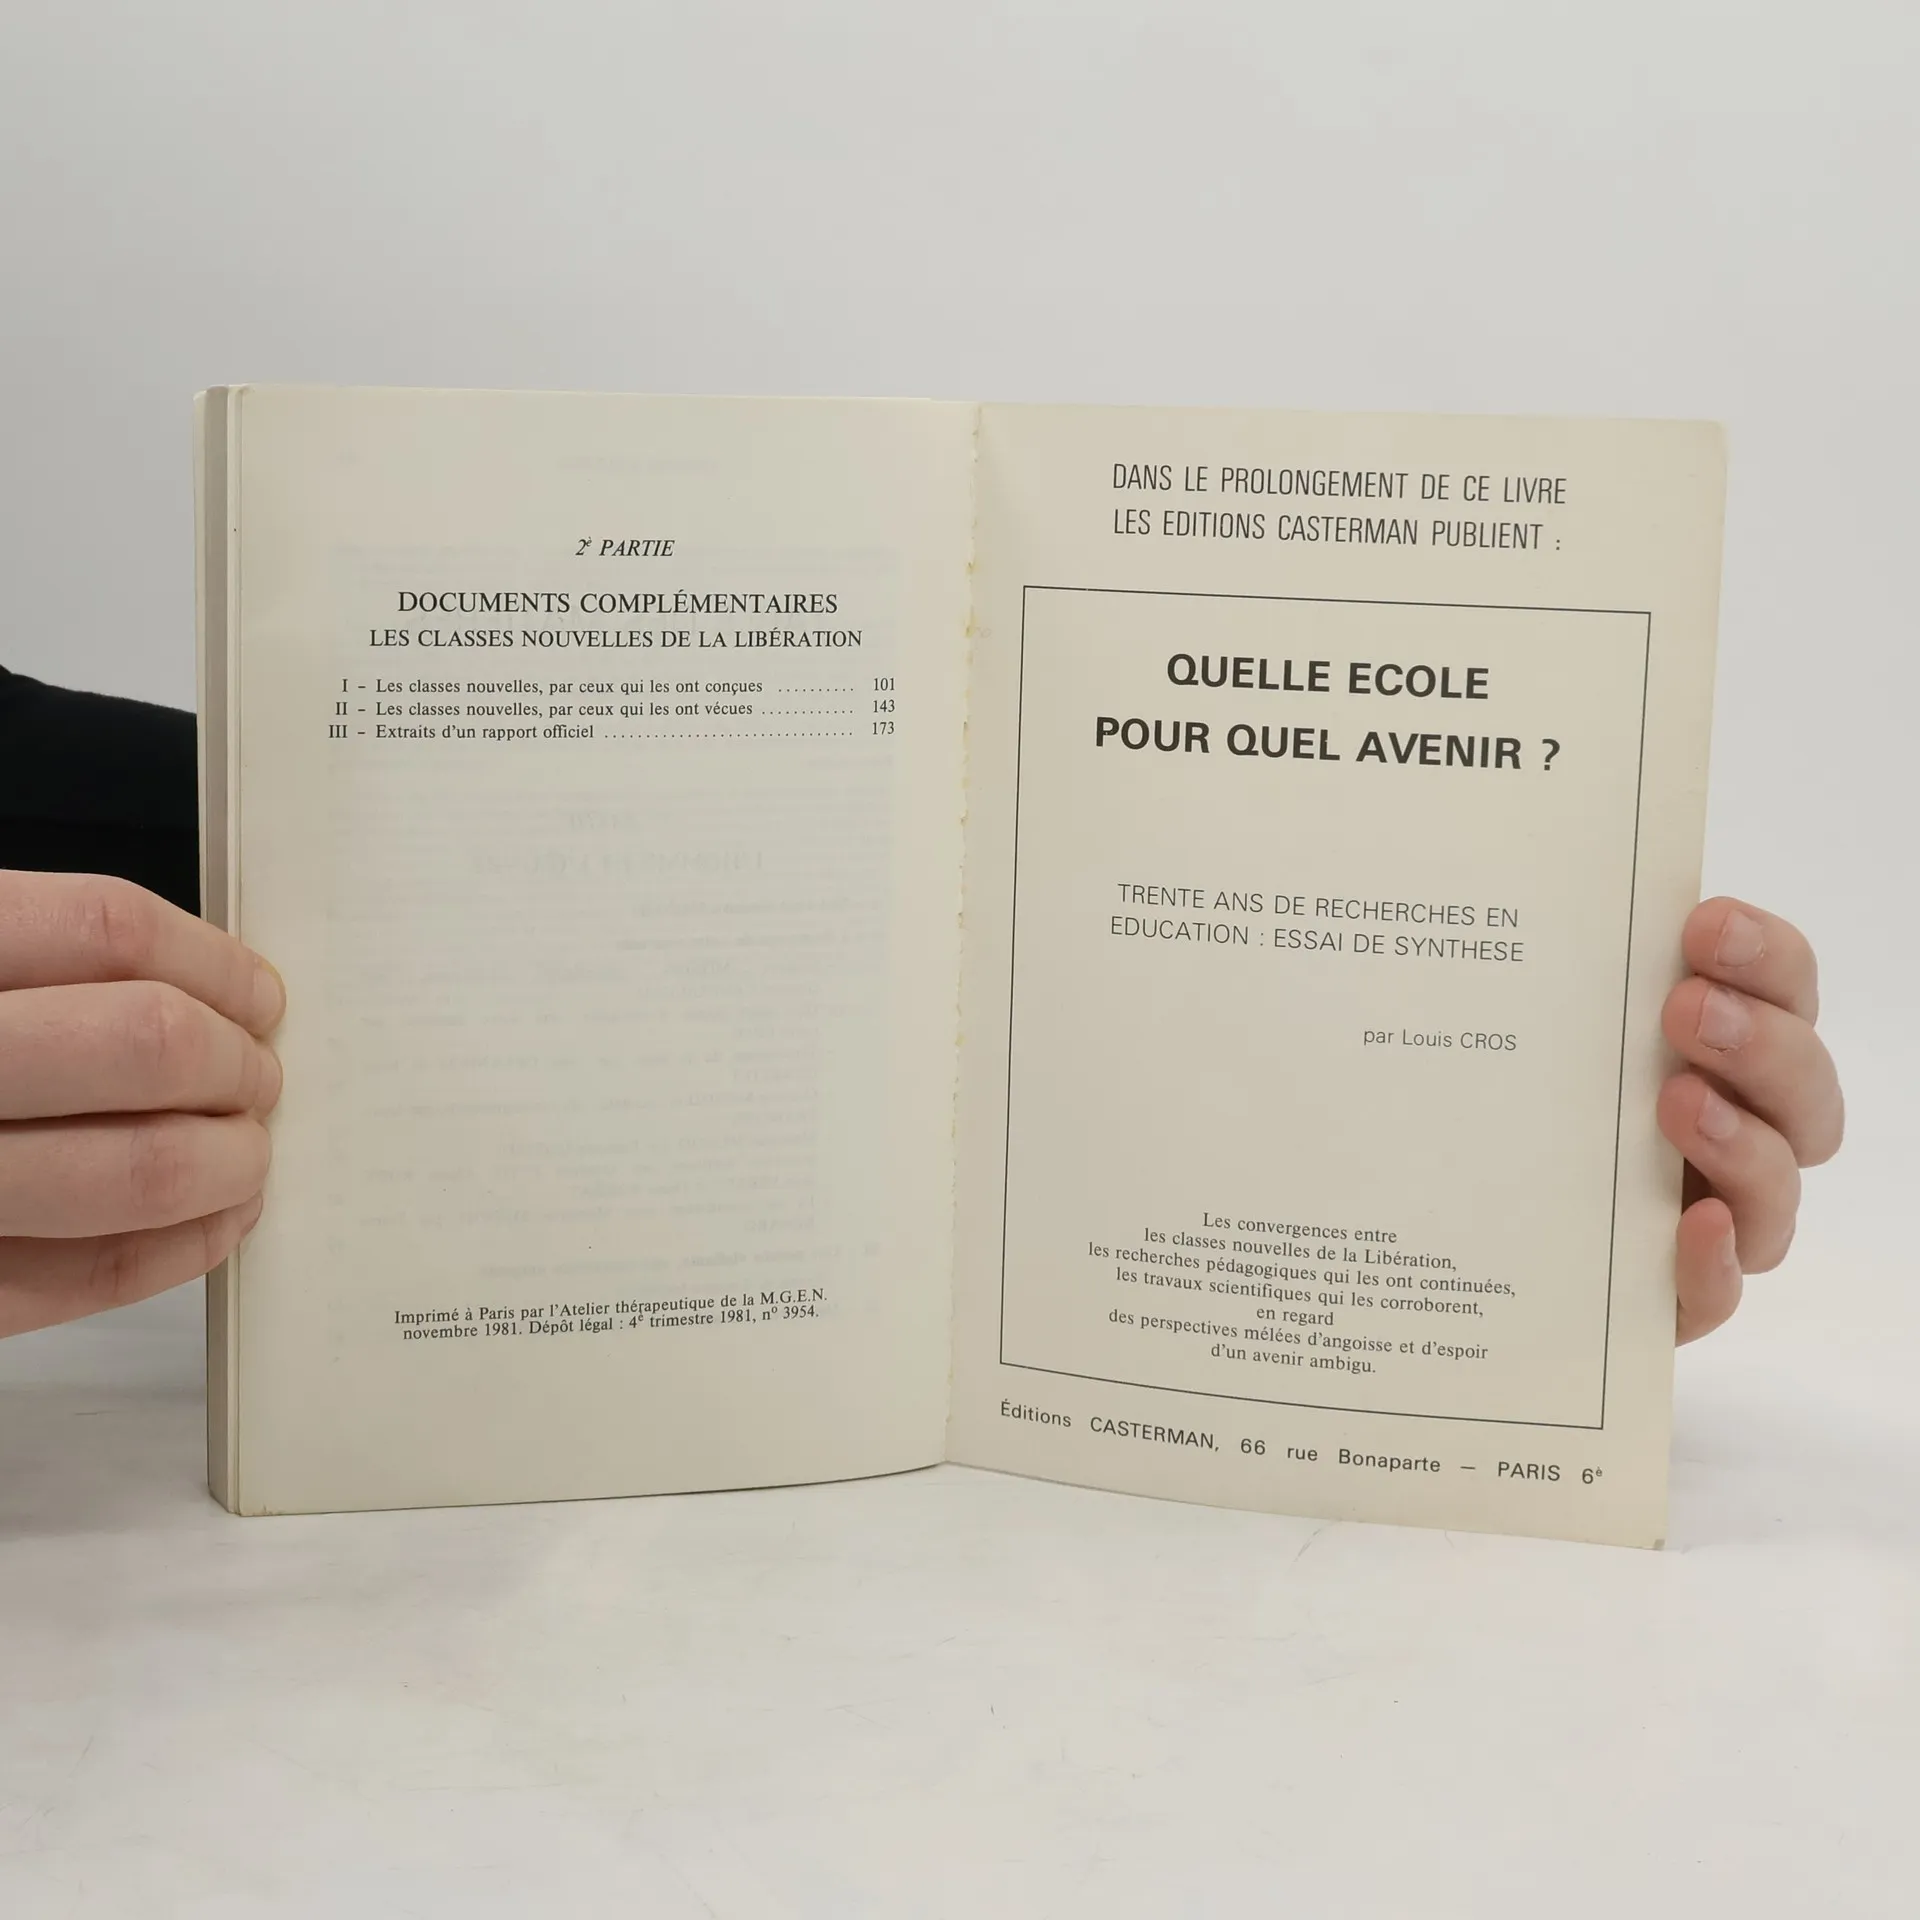 2è PARTIE
DOCUMENTS COMPLÉMENTAIRES
LES CLASSES NOUVELLES DE LA LIBÉRATION
I – Les classes nouvelles, par ceux qui les ont conçues .......... 101
II – Les classes nouvelles, par ceux qui les ont vécues ............ 143
III – Extraits d'un rapport officiel .............................. 173
Imprimé à Paris par l'Atelier thérapeutique de la M.G.E.N.
novembre 1981. Dépôt légal : 4e trimestre 1981, nº 3954.
DANS LE PROLONGEMENT DE CE LIVRE
LES EDITIONS CASTERMAN PUBLIENT :
QUELLE ECOLE
POUR QUEL AVENIR ?
TRENTE ANS DE RECHERCHES EN
EDUCATION : ESSAI DE SYNTHESE
par Louis CROS
Les convergences entre
les classes nouvelles de la Libération,
les recherches pédagogiques qui les ont continuées,
les travaux scientifiques qui les corroborent,
en regard
des perspectives mélées d'angoisse et d'espoir
d'un avenir ambigu.
Éditions CASTERMAN, 66 rue Bonaparte — PARIS 6è